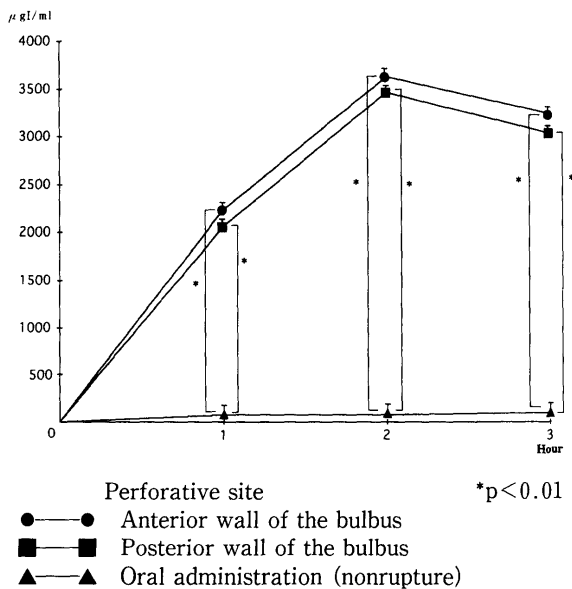 μgI/ml
4000
3500
3000
2500
2000
1500
1000
500
0
* * * * * *
1 2 3
Hour
Perforative site *p<0.01
Anterior wall of the bulbus
Posterior wall of the bulbus
Oral administration (nonrupture)